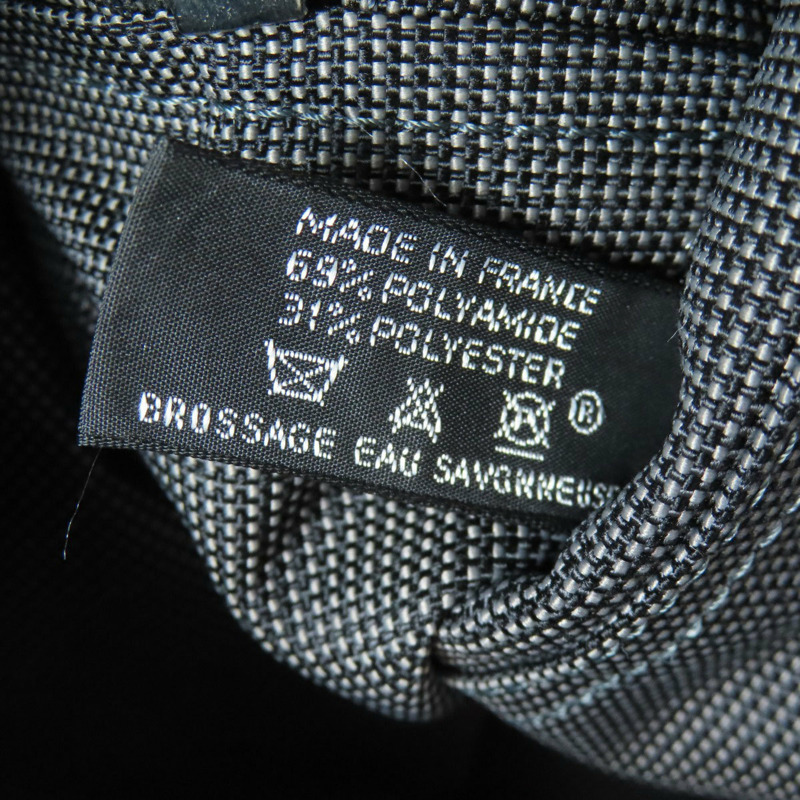 MADE IN FRANCE
69% POLYAMIDE
31% POLYESTER
®
BROSSAGE EAU SAVONNEUSE